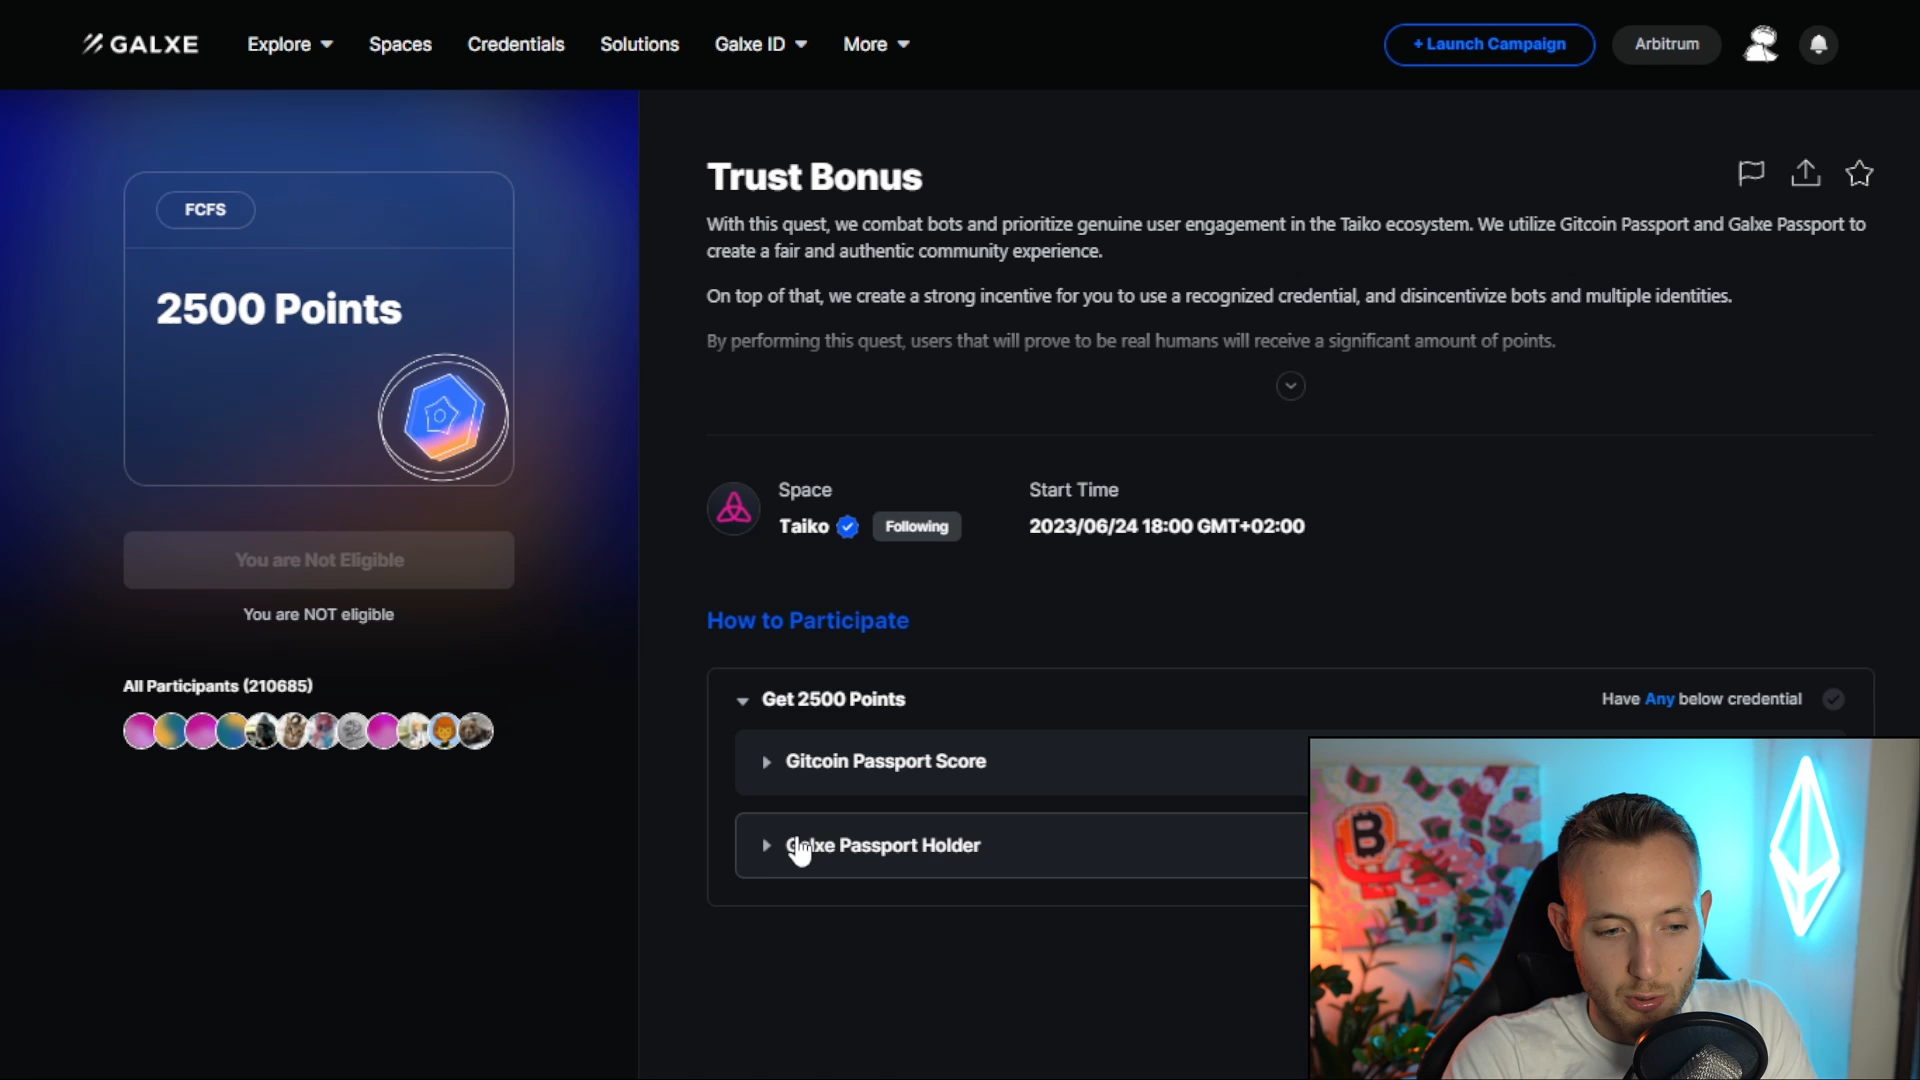 GALXE
Explore
Spaces
Credentials
Solutions
Galxe ID
More
+ Launch Campaign
Arbitrum
FCFS
2500 Points
You are Not Eligible
You are NOT eligible
All Participants (210685)
Trust Bonus
With this quest, we combat bots and prioritize genuine user engagement in the Taiko ecosystem. We utilize Gitcoin Passport and Galxe Passport to
create a fair and authentic community experience.
On top of that, we create a strong incentive for you to use a recognized credential, and disincentivize bots and multiple identities.
By performing this quest, users that will prove to be real humans will receive a significant amount of points.
Space
Taiko
Following
Start Time
2023/06/24 18:00 GMT+02:00
How to Participate
Get 2500 Points
Have Any below credential
Gitcoin Passport Score
Galxe Passport Holder